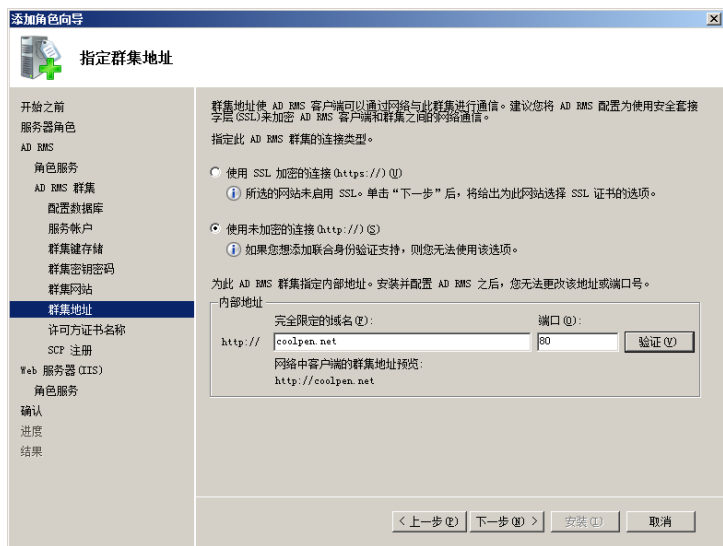 添加角色向导
指定群集地址
开始之前
服务器角色
AD RMS
角色服务
AD RMS 群集
配置数据库
服务帐户
群集键存储
群集密钥密码
群集网站
群集地址
许可方证书名称
SCP 注册
Web 服务器(IIS)
角色服务
确认
进度
结果
群集地址使 AD RMS 客户端可以通过网络与此群集进行通信。建议您将 AD RMS 配置为使用安全套接
字层(SSL)来加密 AD RMS 客户端和群集之间的网络通信。
指定此 AD RMS 群集的连接类型。
使用 SSL 加密的连接(https://)(U)
所选的网站未启用 SSL。单击“下一步”后，将给出为此网站选择 SSL 证书的选项。
使用未加密的连接(http://)(S)
如果您想添加联合身份验证支持，则您无法使用该选项。
为此 AD RMS 群集指定内部地址。安装并配置 AD RMS 之后，您无法更改该地址或端口号。
内部地址
完全限定的域名(F): 端口(O):
http:// coolpen.net 80 验证(V)
网络中客户端的群集地址预览:
http://coolpen.net
< 上一步(P) 下一步(N) > 安装(I) 取消